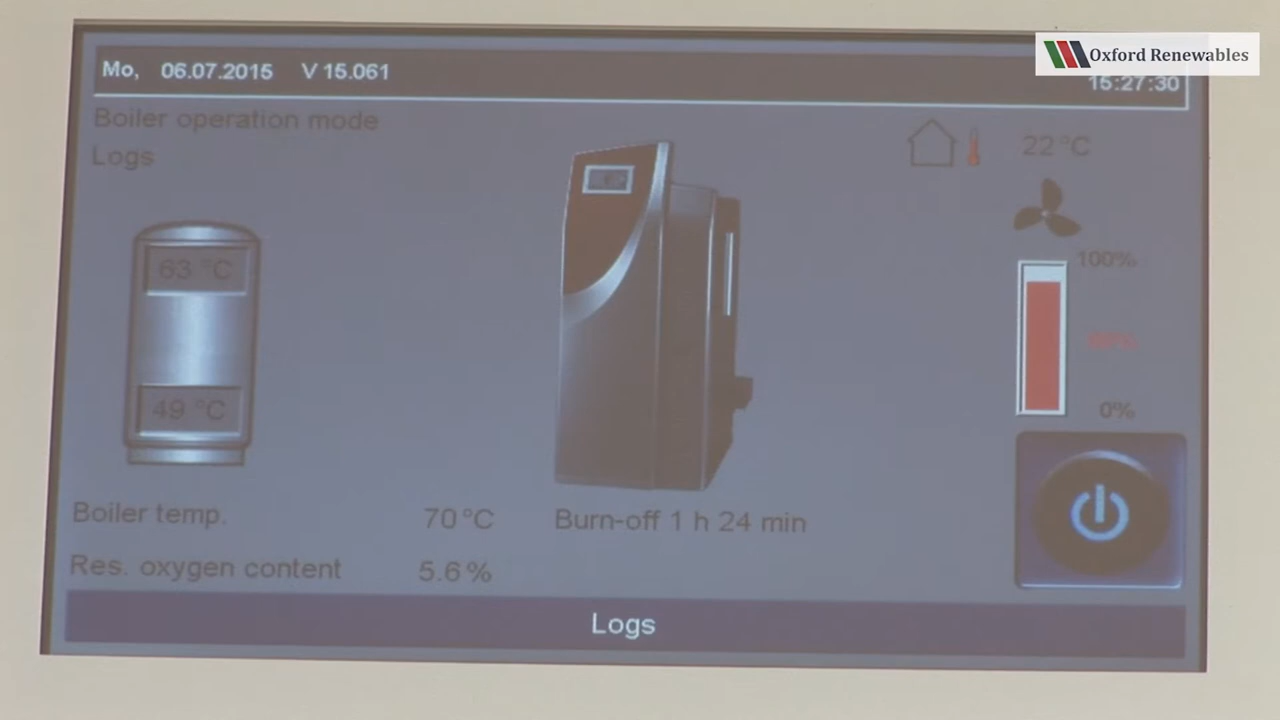 Oxford Renewables
Mo, 06.07.2015 V 15.061
15:27:30
Boiler operation mode
Logs
22 °C
63 °C
100%
49 °C
0%
Boiler temp. 70 °C
Burn-off 1 h 24 min
Res. oxygen content 5.6 %
Logs